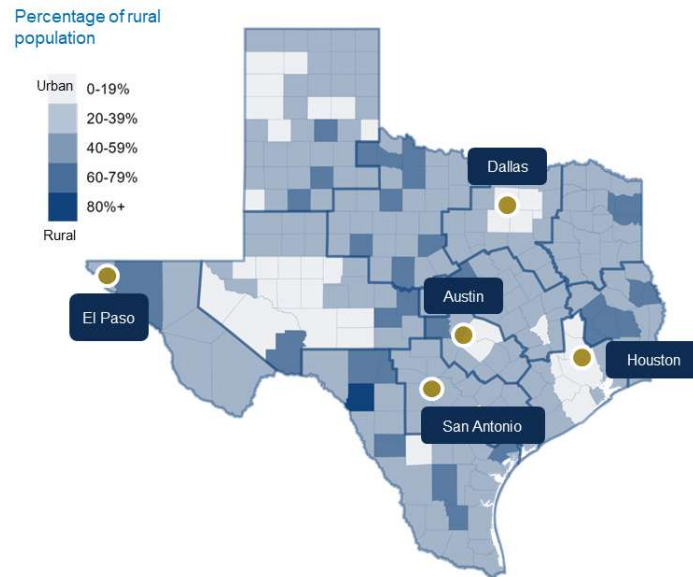 Percentage of rural
population
Urban
0-19%
20-39%
40-59%
60-79%
80%+
Rural
Dallas
Austin
El Paso
Houston
San Antonio